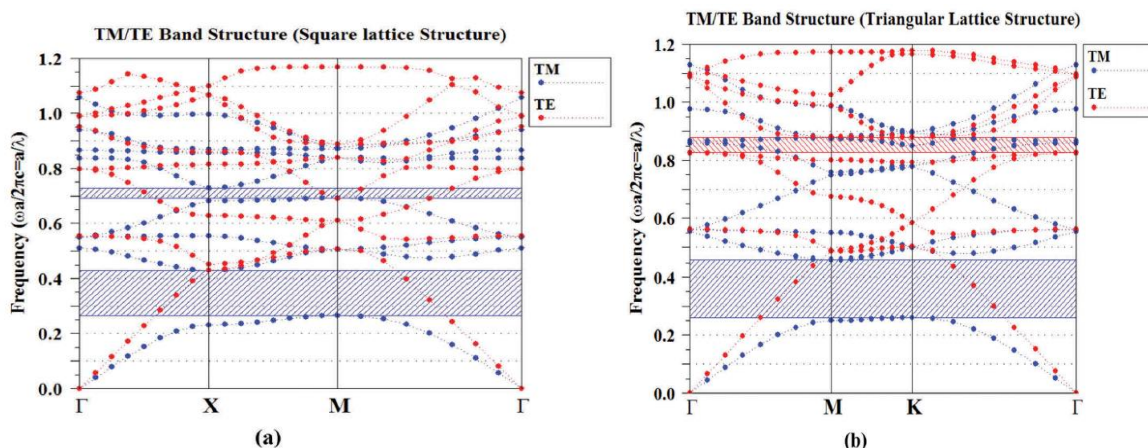 TM/TE Band Structure (Square lattice Structure)
Frequency (ωa/2πc=a/λ)
1.2
1.0
0.8
0.6
0.4
0.2
0.0
Γ X M Γ
TM
TE
(a)
TM/TE Band Structure (Triangular Lattice Structure)
Frequency (ωa/2πc=a/λ)
1.2
1.0
0.8
0.6
0.4
0.2
0.0
Γ M K Γ
TM
TE
(b)